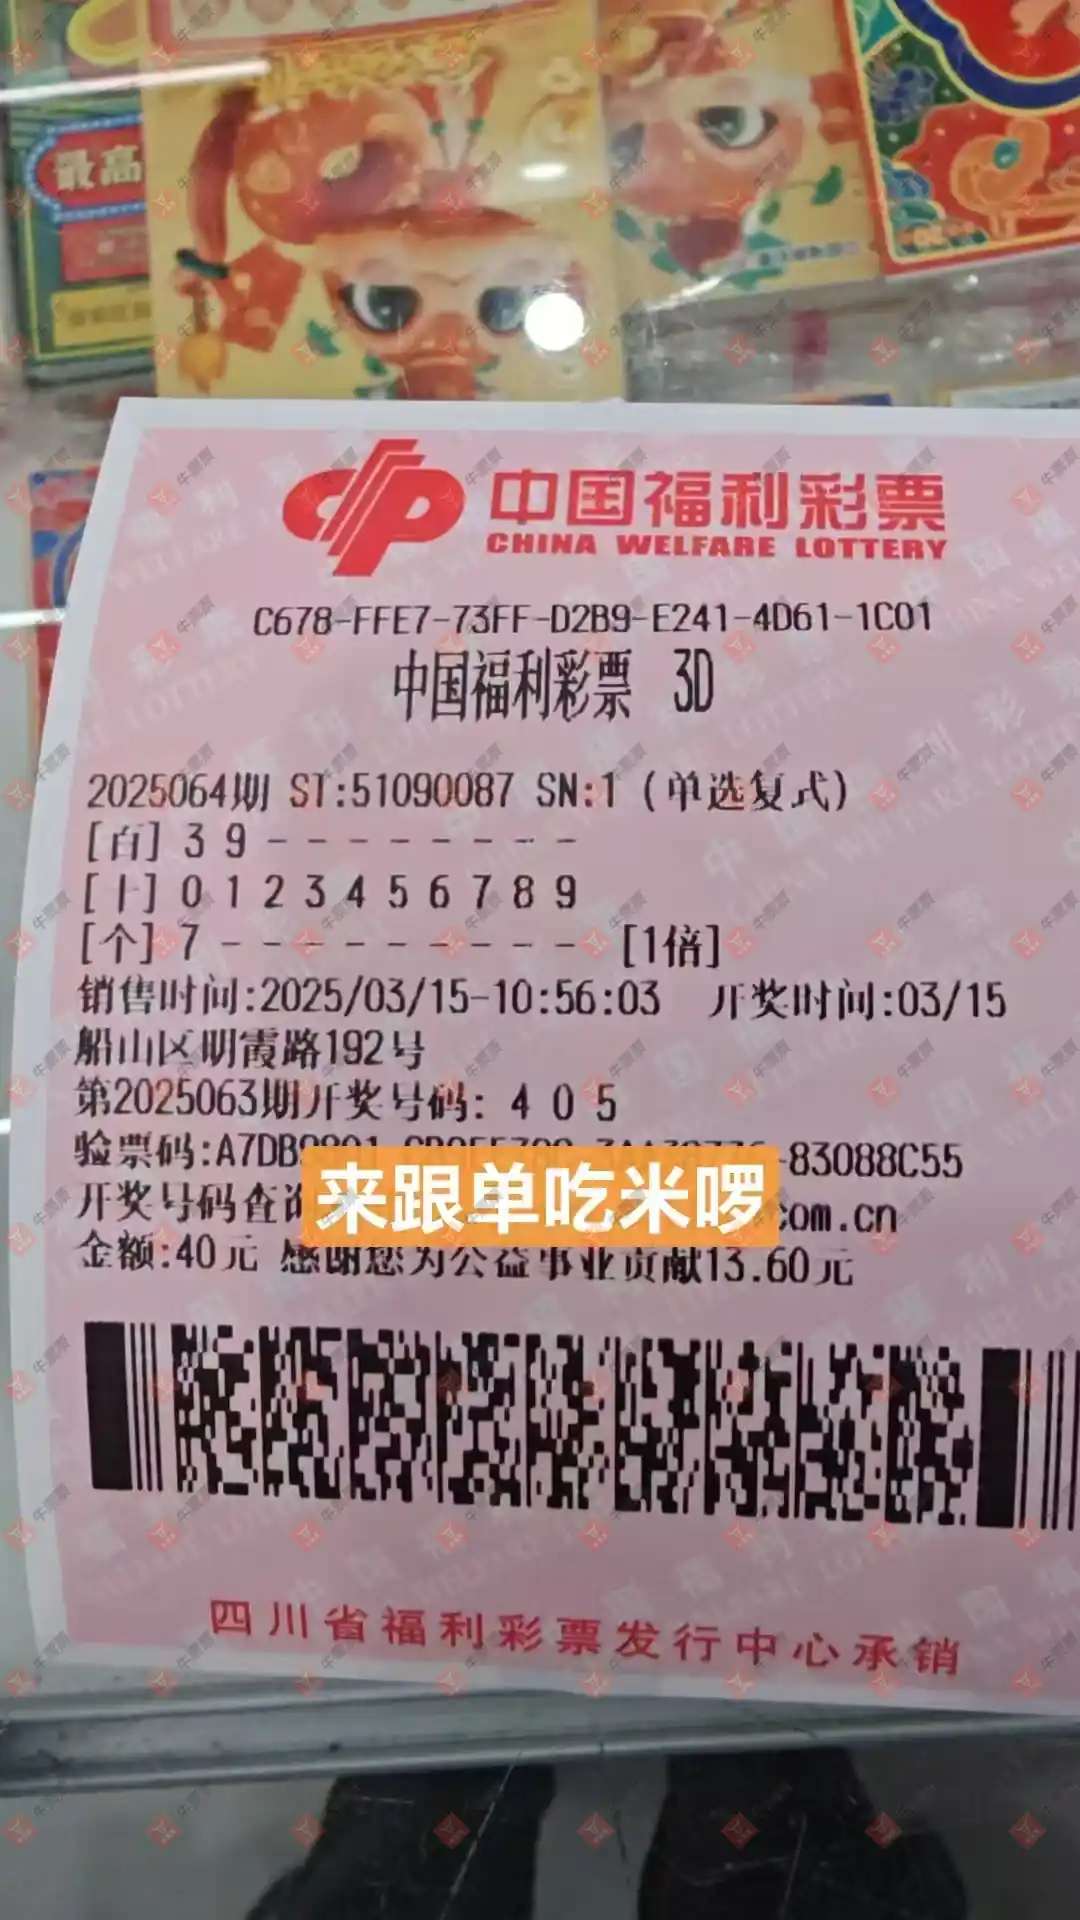 最高
中国福利彩票
CHINA WELFARE LOTTERY
C678-FFE7-73FF-D2B9-E241-4D61-1C01
中国福利彩票 3D
2025064期 ST:51090087 SN:1 (单选复式)
[百] 3 9 - - - - - - - -
[十] 0 1 2 3 4 5 6 7 8 9
[个] 7 - - - - - - - - - [1倍]
销售时间:2025/03/15-10:56:03 开奖时间:03/15
船山区明霞路192号
第2025063期开奖号码: 4 0 5
验票码:A7DB -83088C55
来跟单吃米啰
开奖号码查询 com.cn
金额:40元 感谢您为公益事业贡献13.60元
四川省福利彩票发行中心承销
牛票票